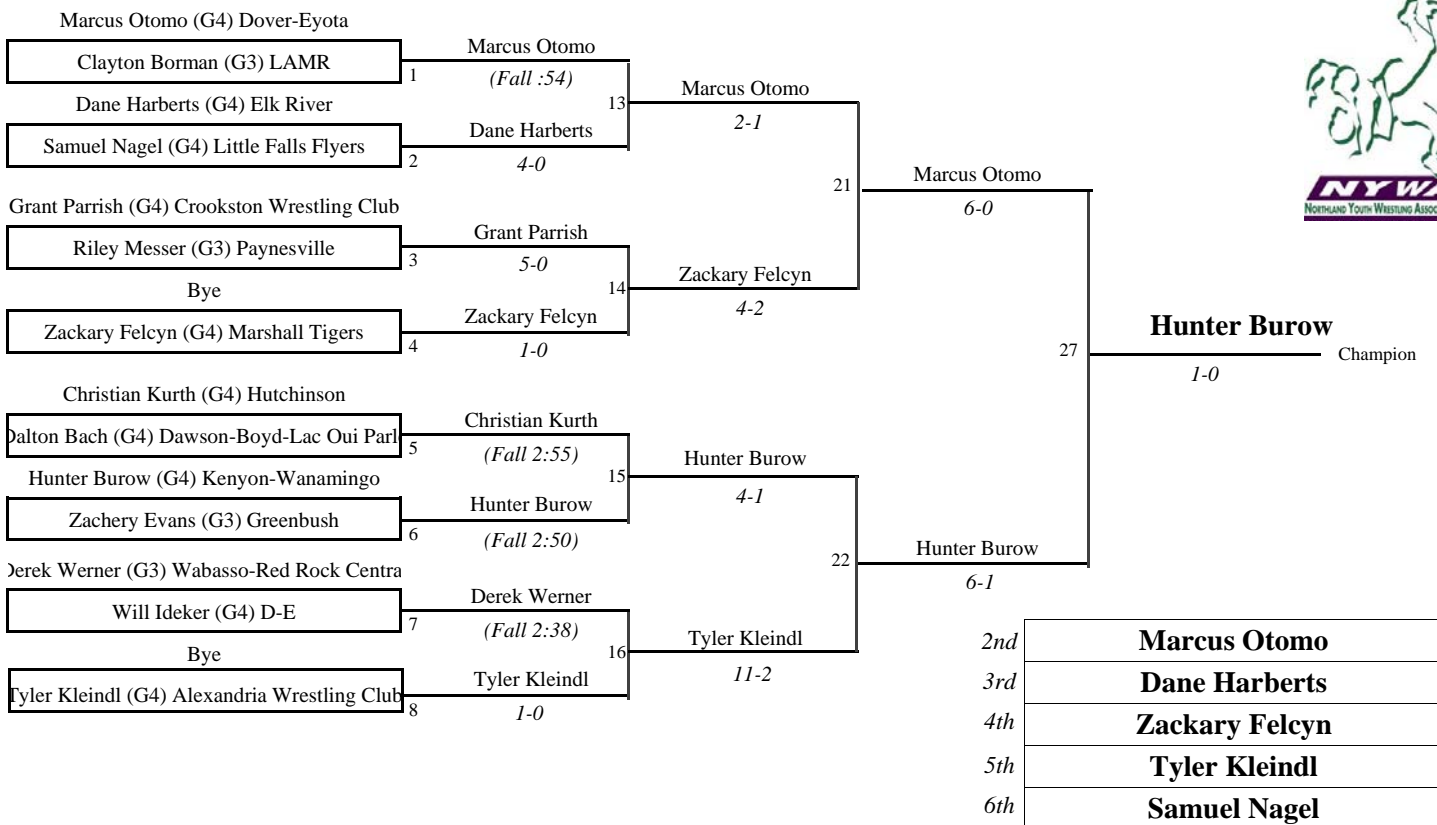 Marcus Otomo (G4) Dover-Eyota
Clayton Borman (G3) LAMR
1
Marcus Otomo
(Fall :54)
Dane Harberts (G4) Elk River
Samuel Nagel (G4) Little Falls Flyers
2
Dane Harberts
4-0
13
Marcus Otomo
2-1
Grant Parrish (G4) Crookston Wrestling Club
Riley Messer (G3) Paynesville
3
Grant Parrish
5-0
Bye
Zackary Felcyn (G4) Marshall Tigers
4
Zackary Felcyn
1-0
14
Zackary Felcyn
4-2
21
Marcus Otomo
6-0
Christian Kurth (G4) Hutchinson
Dalton Bach (G4) Dawson-Boyd-Lac Oui Parl
5
Christian Kurth
(Fall 2:55)
Hunter Burow (G4) Kenyon-Wanamingo
Zachery Evans (G3) Greenbush
6
Hunter Burow
(Fall 2:50)
15
Hunter Burow
4-1
Derek Werner (G3) Wabasso-Red Rock Centra
Will Ideker (G4) D-E
7
Derek Werner
(Fall 2:38)
Bye
Tyler Kleindl (G4) Alexandria Wrestling Club
8
Tyler Kleindl
1-0
16
Tyler Kleindl
11-2
22
Hunter Burow
6-1
27
Hunter Burow
Champion
1-0
NYWA
Northland Youth Wrestling Assoc
2nd Marcus Otomo
3rd Dane Harberts
4th Zackary Felcyn
5th Tyler Kleindl
6th Samuel Nagel